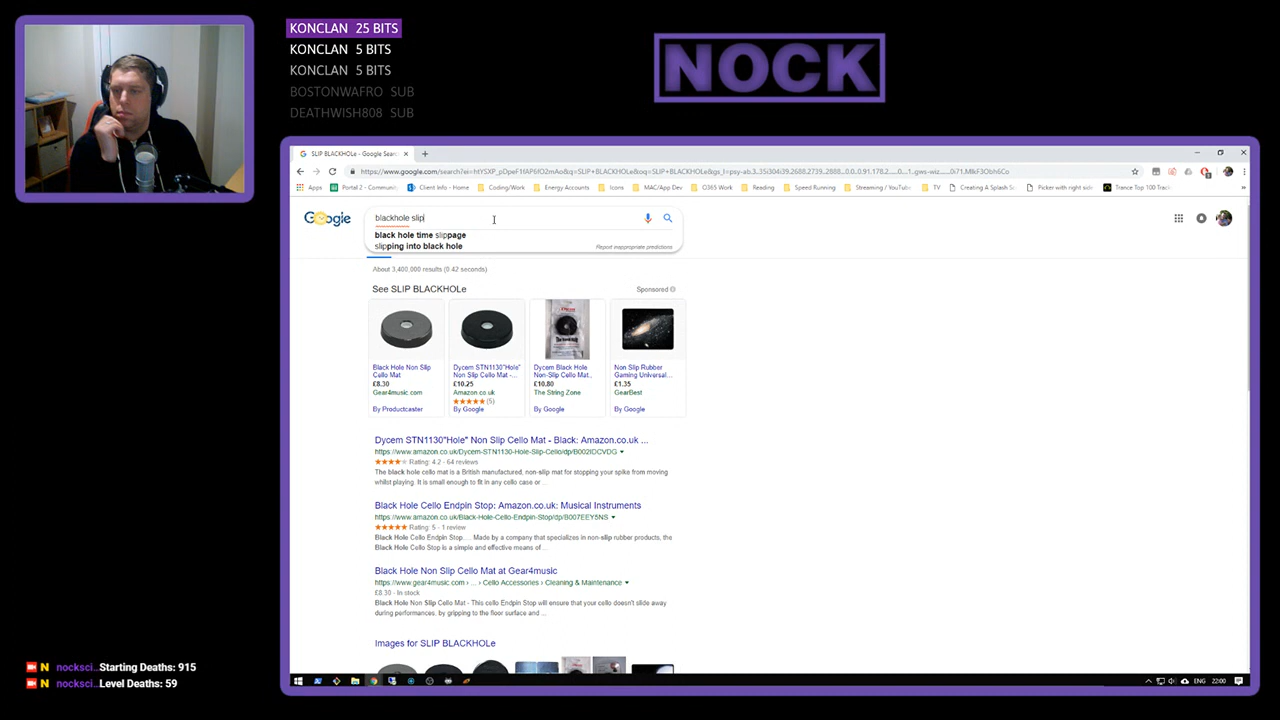 KONCLAN 25 BITS
KONCLAN 5 BITS
KONCLAN 5 BITS
BOSTONWAFRO SUB
DEATHWISH808 SUB
NOCK
SLIP BLACKHOLe - Google Sear
Apps Portal 2 - Communit Client Info - Home Coding/Work Energy Accounts Icons MAC/App Dev O365 Work Reading Speed Running Streaming / YouTube TV Creating A Splash S Picker with right side Trance Top 100 Track
Google
blackhole slip
black hole time slippage
slipping into black hole
Report inappropriate predictions
About 3,400,000 results (0.42 seconds)
See SLIP BLACKHOLe
Sponsored
Black Hole Non Slip Cello Mat
£8.30
Gear4music.com
By Productcaster
Dycem STN1130"Hole" Non Slip Cello Mat -...
£10.25
Amazon.co.uk
(5)
By Google
Dycem Black Hole Non-Slip Cello Mat..
£10.80
The String Zone
By Google
Non Slip Rubber Gaming Universal...
£1.35
GearBest
By Google
Dycem STN1130"Hole" Non Slip Cello Mat - Black: Amazon.co.uk ...
https://www.amazon.co.uk/Dycem-STN1130-Hole-Slip-Cello/dp/B002IDCVDG
Rating: 4.2 - 64 reviews
The black hole cello mat is a British manufactured, non-slip mat for stopping your spike from moving
whilst playing. It is small enough to fit in any cello case or ...
Black Hole Cello Endpin Stop: Amazon.co.uk: Musical Instruments
https://www.amazon.co.uk/Black-Hole-Cello-Endpin-Stop/dp/B007EEY5NS
Rating: 5 - 1 review
Black Hole Cello Endpin Stop. ... Made by a company that specializes in non-slip rubber products, the
Black Hole Cello Stop is a simple and effective means of ...
Black Hole Non Slip Cello Mat at Gear4music
https://www.gear4music.com › ... › Cello Accessories › Cleaning & Maintenance
£8.30 - In stock
Black Hole Non Slip Cello Mat - This cello Endpin Stop will ensure that your cello doesn't slide away
during performances, by gripping to the floor surface and ...
Images for SLIP BLACKHOLe
N nocksci.. Starting Deaths: 915
N nocksci.. Level Deaths: 59
ENG 22:00